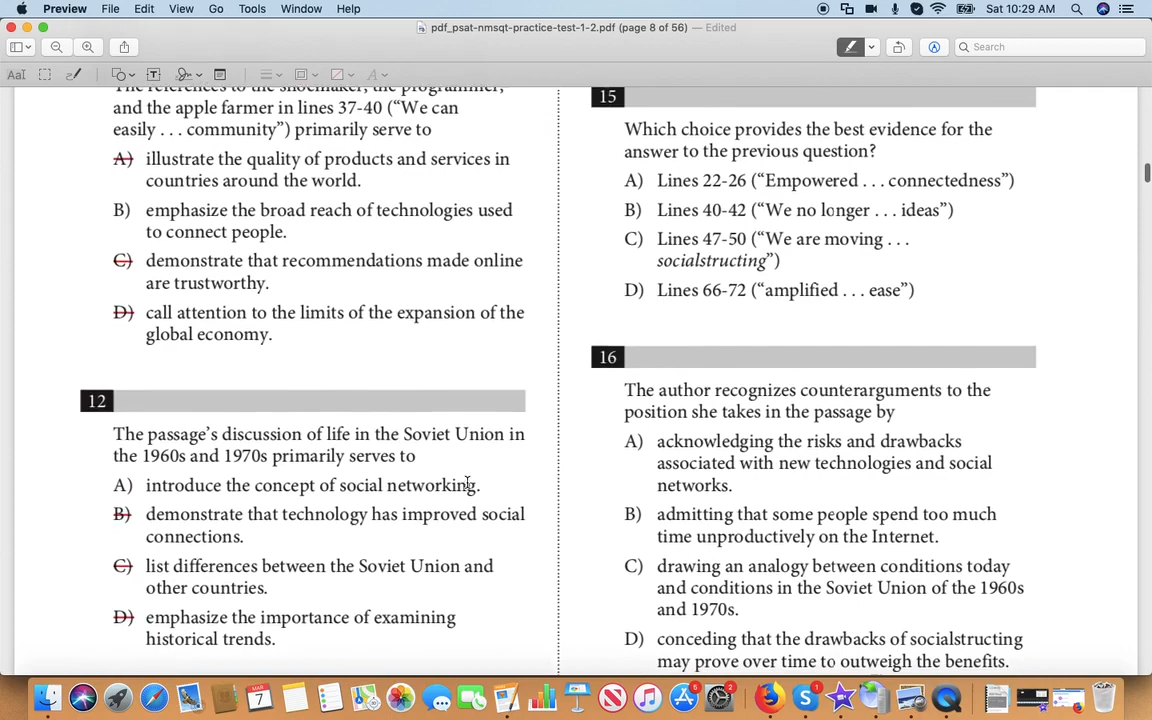 Preview File Edit View Go Tools Window Help
Sat 10:29 AM
pdf_psat-nmsqt-practice-test-1-2.pdf (page 8 of 56) — Edited
Search
The references to the shoemaker, the programmer,
and the apple farmer in lines 37-40 (“We can
easily . . . community”) primarily serve to
A) illustrate the quality of products and services in
countries around the world.
B) emphasize the broad reach of technologies used
to connect people.
C) demonstrate that recommendations made online
are trustworthy.
D) call attention to the limits of the expansion of the
global economy.
12
The passage’s discussion of life in the Soviet Union in
the 1960s and 1970s primarily serves to
A) introduce the concept of social networking.
B) demonstrate that technology has improved social
connections.
C) list differences between the Soviet Union and
other countries.
D) emphasize the importance of examining
historical trends.
15
Which choice provides the best evidence for the
answer to the previous question?
A) Lines 22-26 (“Empowered . . . connectedness”)
B) Lines 40-42 (“We no longer . . . ideas”)
C) Lines 47-50 (“We are moving . . .
socialstructing”)
D) Lines 66-72 (“amplified . . . ease”)
16
The author recognizes counterarguments to the
position she takes in the passage by
A) acknowledging the risks and drawbacks
associated with new technologies and social
networks.
B) admitting that some people spend too much
time unproductively on the Internet.
C) drawing an analogy between conditions today
and conditions in the Soviet Union of the 1960s
and 1970s.
D) conceding that the drawbacks of socialstructing
may prove over time to outweigh the benefits.
MAR
7
6
2
1